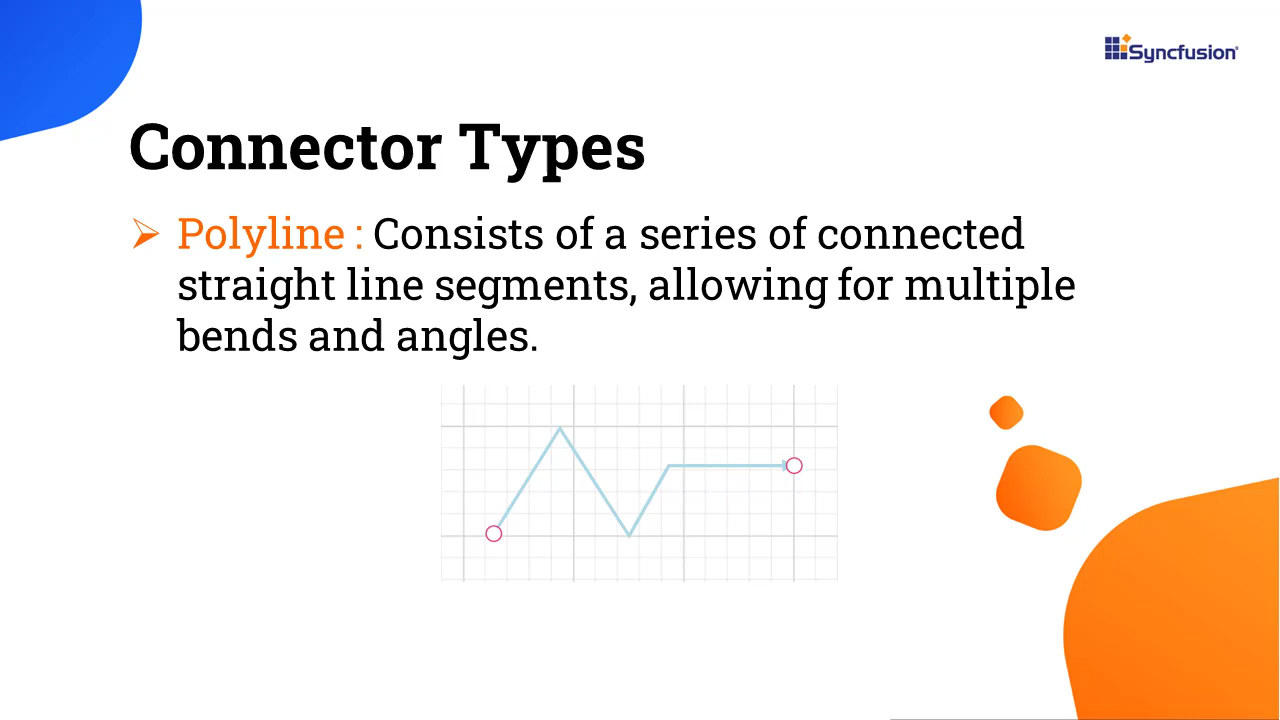 Syncfusion®
Connector Types
➢ Polyline : Consists of a series of connected
straight line segments, allowing for multiple
bends and angles.